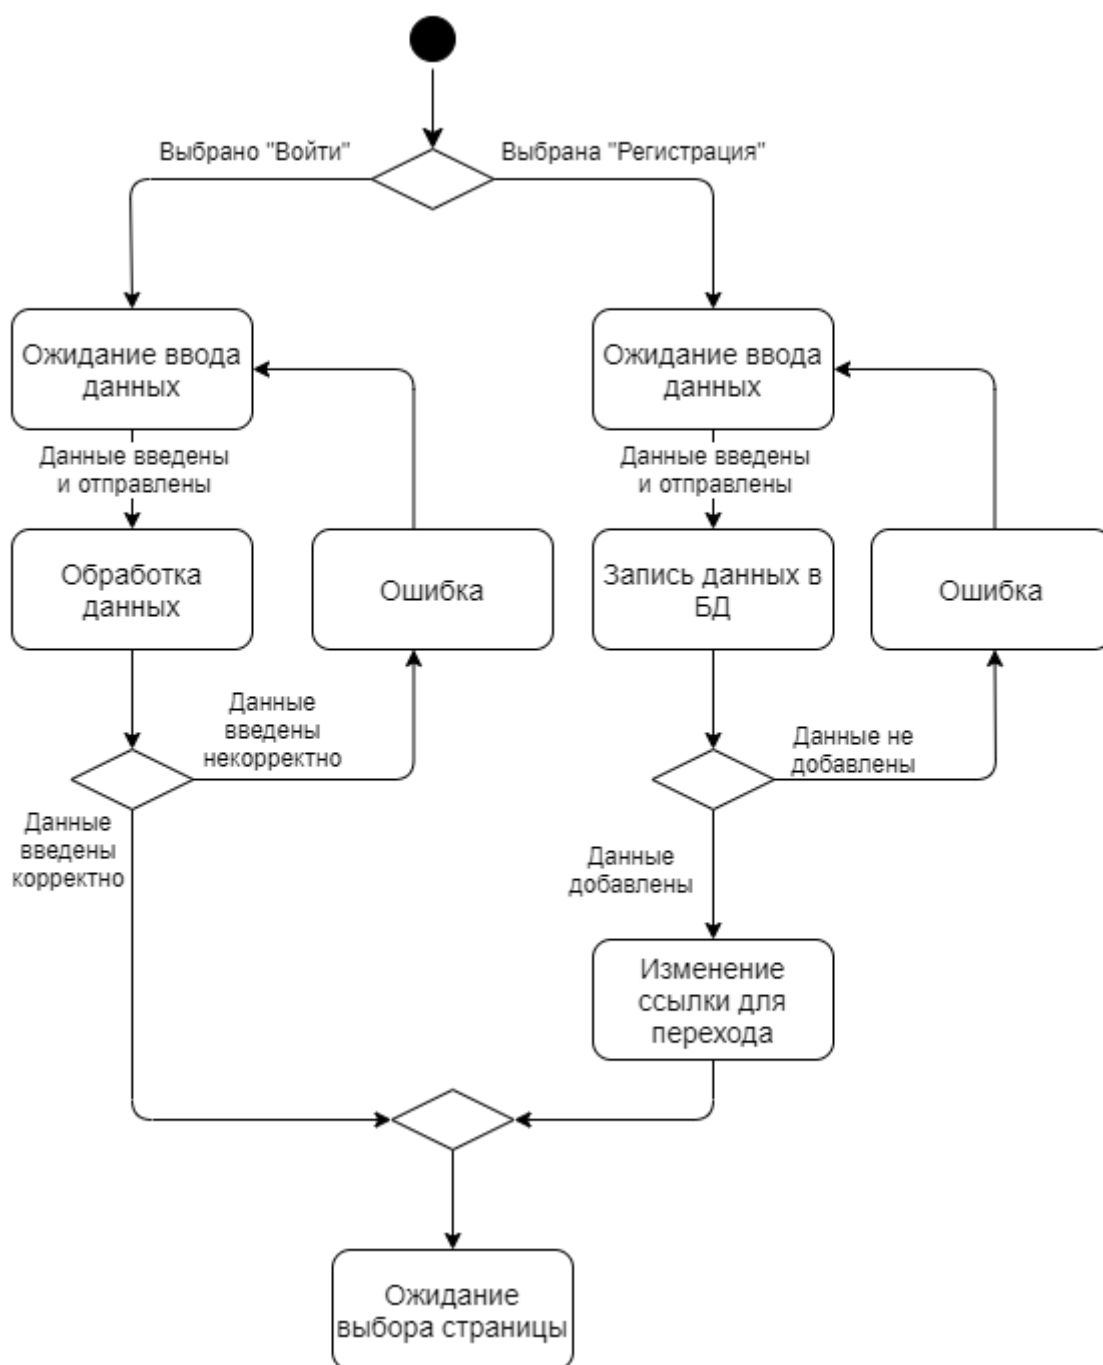 Выбрано "Войти"
Выбрана "Регистрация"
Ожидание ввода
данных
Ожидание ввода
данных
Данные введены
и отправлены
Данные введены
и отправлены
Обработка
данных
Ошибка
Запись данных в
БД
Ошибка
Данные
введены
некорректно
Данные не
добавлены
Данные
введены
корректно
Данные
добавлены
Изменение
ссылки для
перехода
Ожидание
выбора страницы